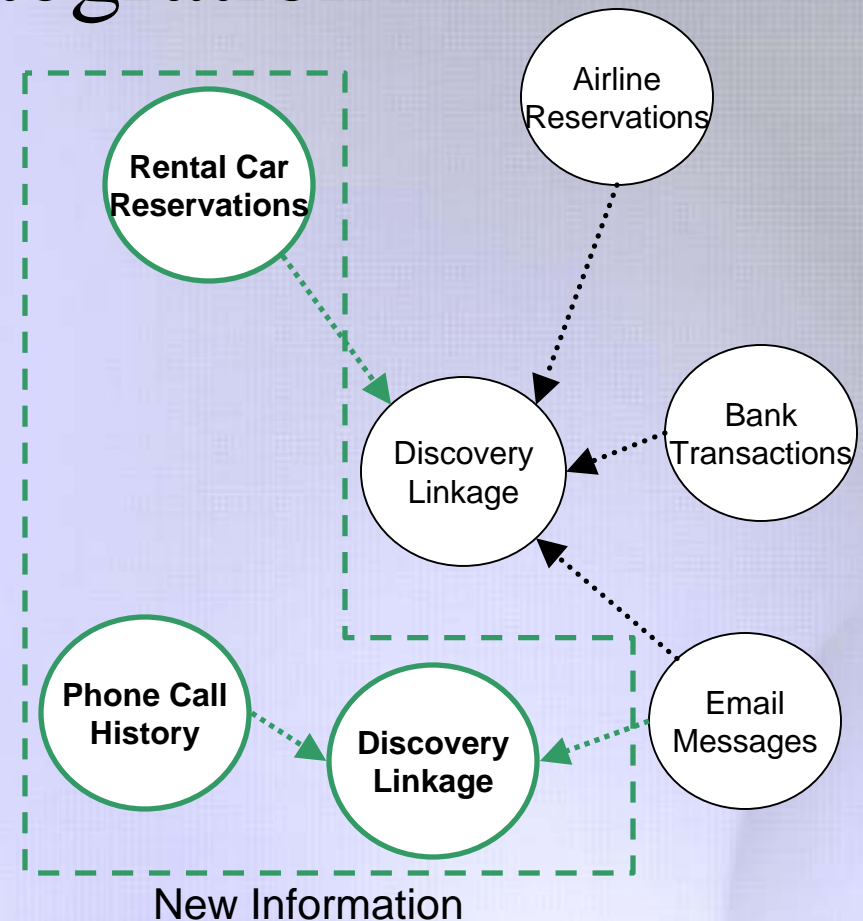 Airline
Reservations
Rental Car
Reservations
Bank
Transactions
Discovery
Linkage
Phone Call
History
Discovery
Linkage
Email
Messages
New Information